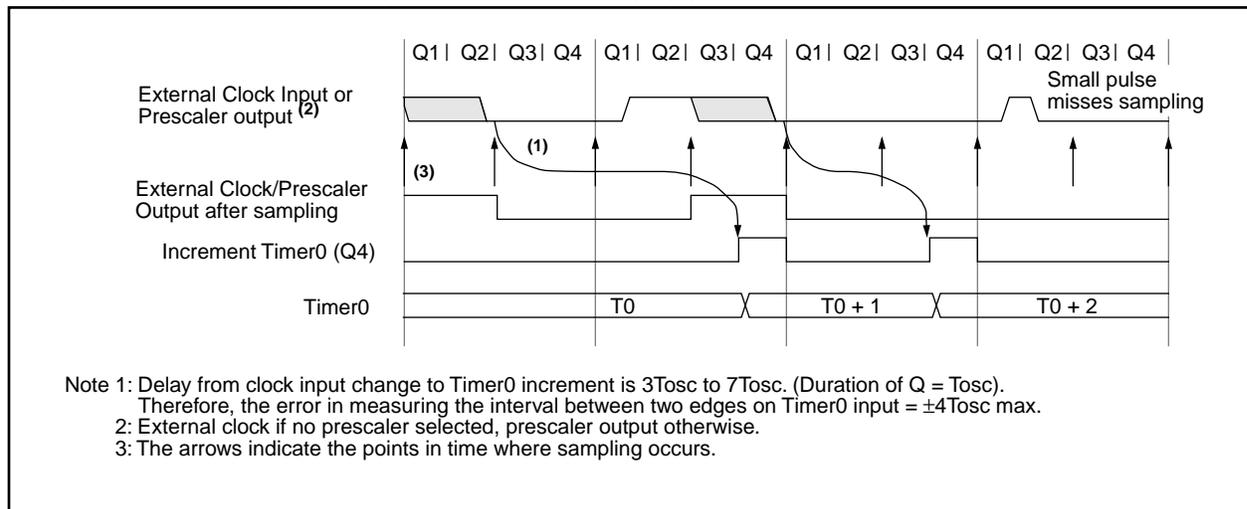 Q1| Q2| Q3| Q4 Q1| Q2| Q3| Q4 Q1| Q2| Q3| Q4 Q1| Q2| Q3| Q4
External Clock Input or
Prescaler output (2)
Small pulse
misses sampling
(1)
(3)
External Clock/Prescaler
Output after sampling
Increment Timer0 (Q4)
Timer0 T0 T0 + 1 T0 + 2
Note 1: Delay from clock input change to Timer0 increment is 3Tosc to 7Tosc. (Duration of Q = Tosc).
Therefore, the error in measuring the interval between two edges on Timer0 input = ±4Tosc max.
2: External clock if no prescaler selected, prescaler output otherwise.
3: The arrows indicate the points in time where sampling occurs.